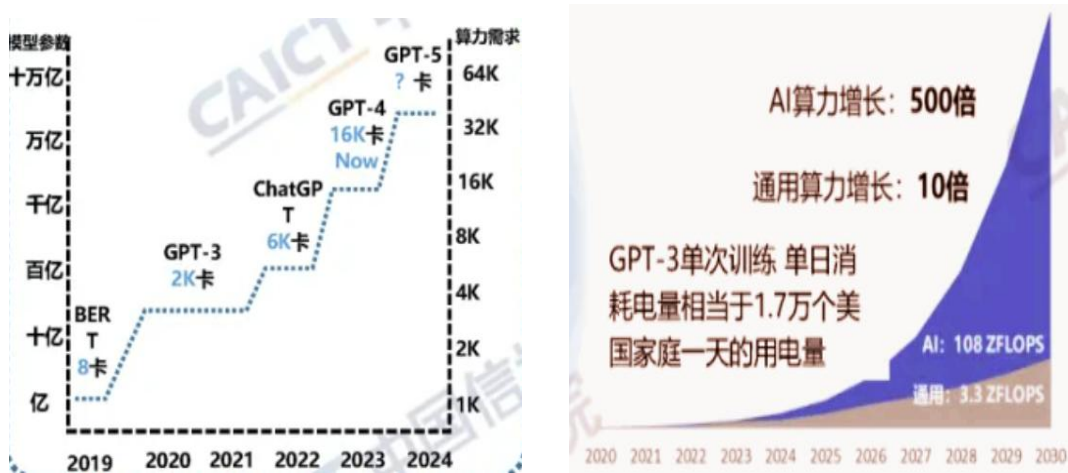 模型参数
算力需求
十万亿
万亿
千亿
百亿
十亿
亿
64K
32K
16K
8K
4K
2K
1K
BER
T
8卡
GPT-3
2K卡
ChatGP
T
6K卡
GPT-4
16K卡
Now
GPT-5
? 卡
2019 2020 2021 2022 2023 2024
CAICT
中国信
AI算力增长：500倍
通用算力增长：10倍
GPT-3单次训练 单日消
耗电量相当于1.7万个美
国家庭一天的用电量
AI：108 ZFLOPS
通用：3.3 ZFLOPS
2020 2021 2022 2023 2024 2025 2026 2027 2028 2029 2030
院
CA